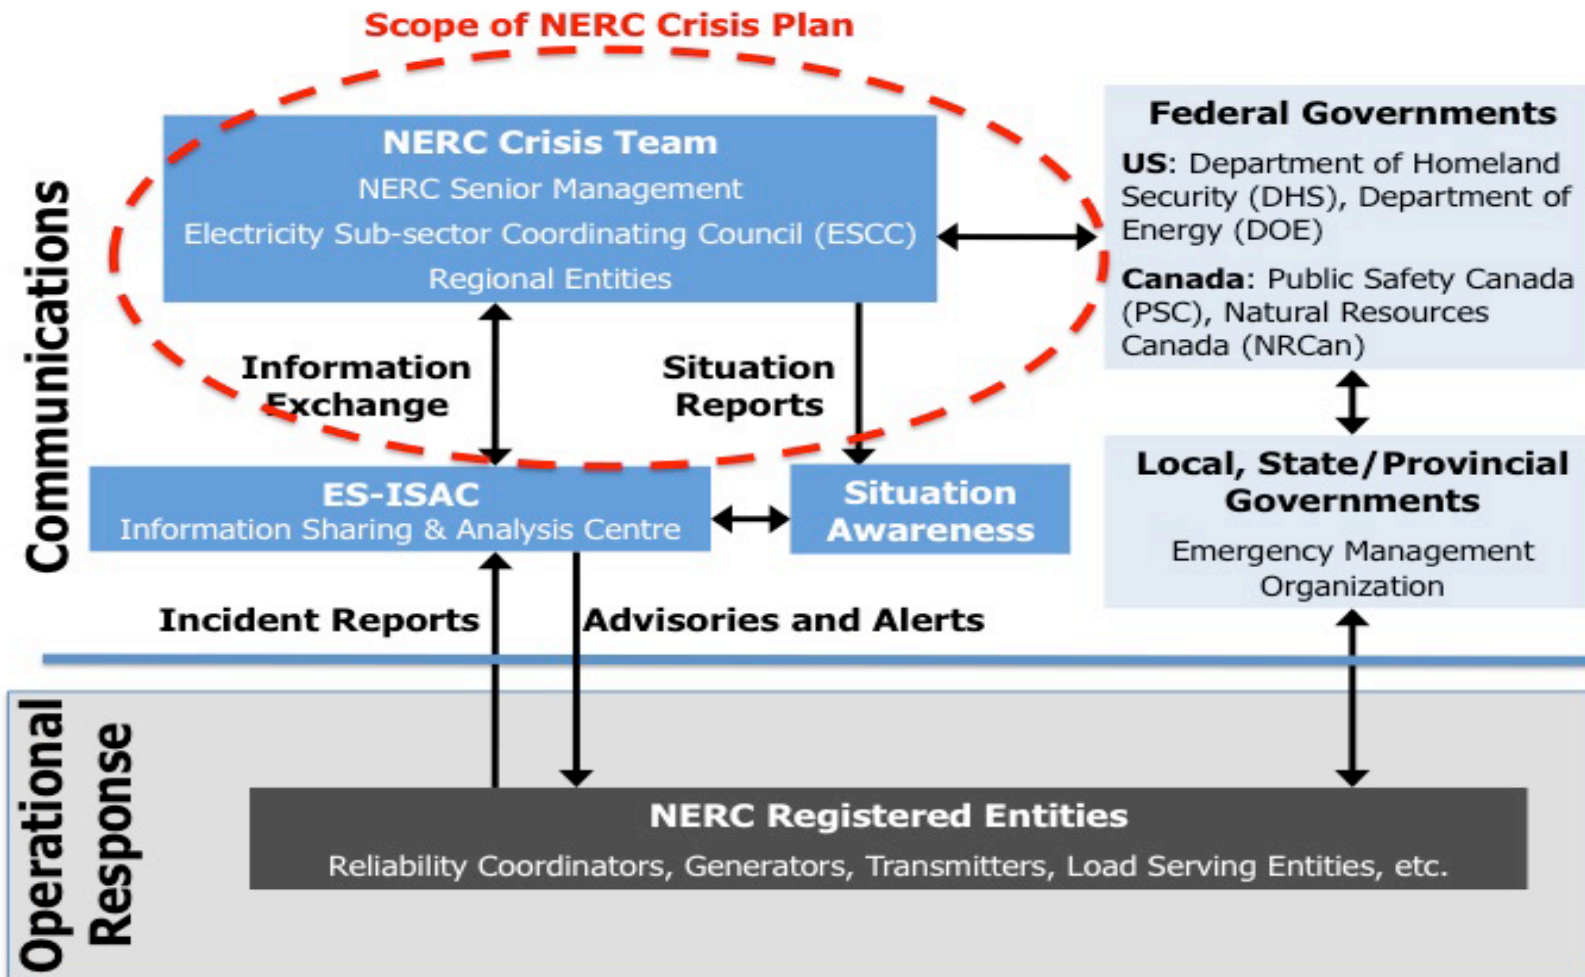 Scope of NERC Crisis Plan
Communications
NERC Crisis Team
NERC Senior Management
Electricity Sub-sector Coordinating Council (ESCC)
Regional Entities
Federal Governments
US: Department of Homeland
Security (DHS), Department of
Energy (DOE)
Canada: Public Safety Canada
(PSC), Natural Resources
Canada (NRCan)
Information
Exchange
Situation
Reports
ES-ISAC
Information Sharing & Analysis Centre
Situation
Awareness
Local, State/Provincial
Governments
Emergency Management
Organization
Incident Reports
Advisories and Alerts
Operational
Response
NERC Registered Entities
Reliability Coordinators, Generators, Transmitters, Load Serving Entities, etc.